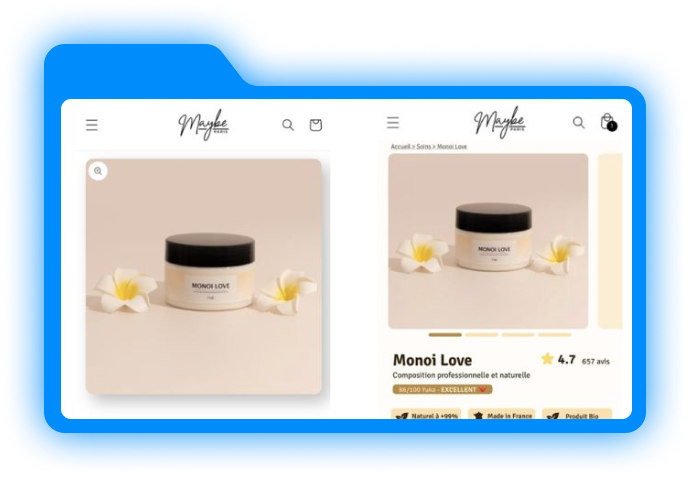 Maybe
PARIS
MONOI LOVE
Maybe
PARIS
1
Accueil > Soins > Monoi Love
MONOI LOVE
Monoi Love
4.7 657 avis
Composition professionnelle et naturelle
86/100 Yuka - EXCELLENT
Naturel à +99%
Made in France
Produit Bio